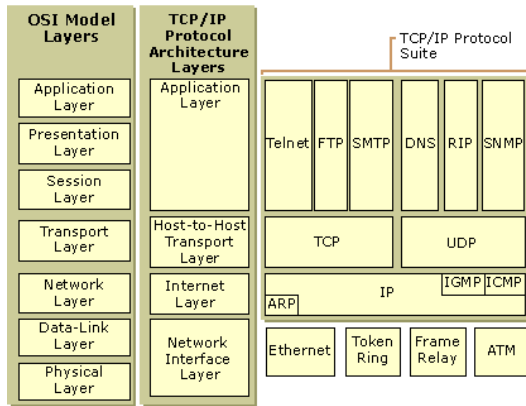 OSI Model
Layers
Application
Layer
Presentation
Layer
Session
Layer
Transport
Layer
Network
Layer
Data-Link
Layer
Physical
Layer
TCP/IP
Protocol
Architecture
Layers
Application
Layer
Host-to-Host
Transport
Layer
Internet
Layer
Network
Interface
Layer
TCP/IP Protocol
Suite
Telnet
FTP
SMTP
DNS
RIP
SNMP
TCP
UDP
ARP
IP
IGMP
ICMP
Ethernet
Token
Ring
Frame
Relay
ATM